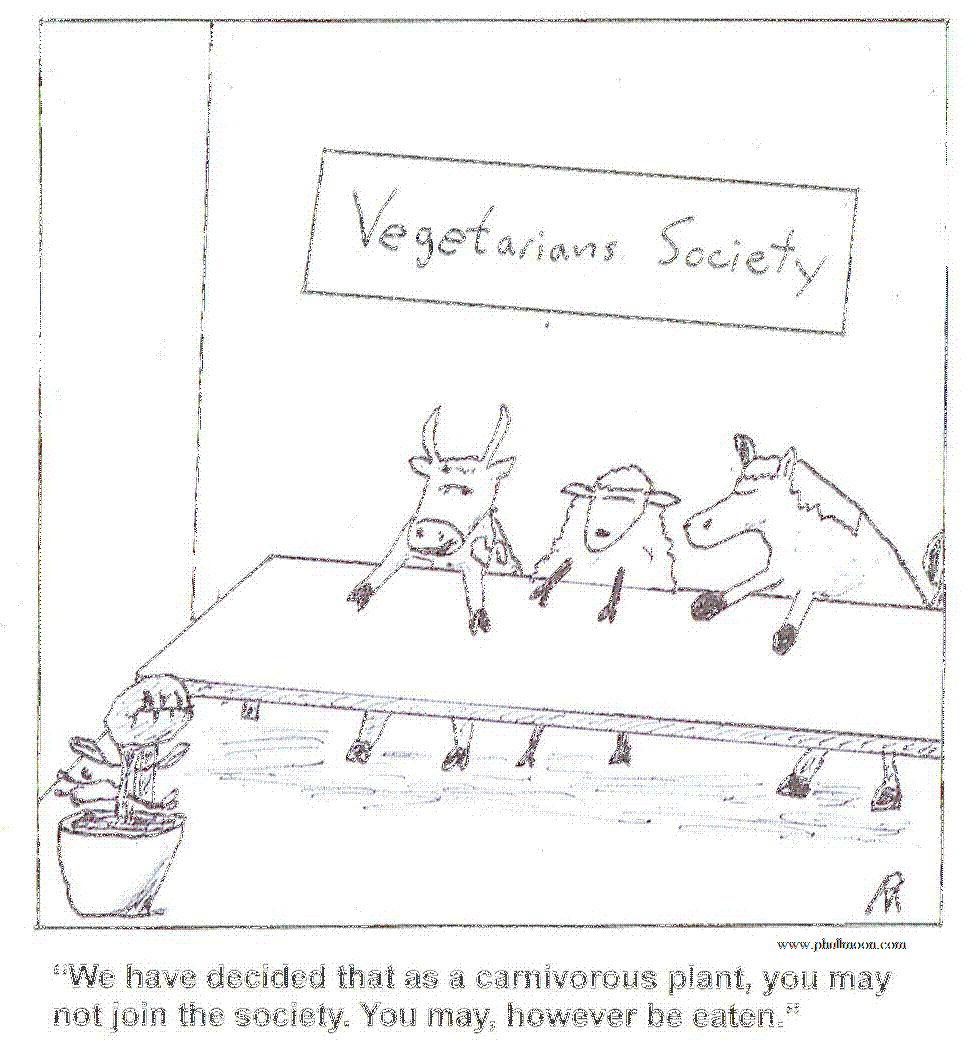 Vegetarians Society
www.phullmoon.com
"We have decided that as a carnivorous plant, you may
not join the society. You may, however be eaten."